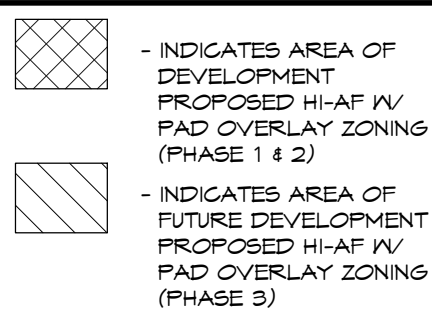 - INDICATES AREA OF
DEVELOPMENT
PROPOSED HI-AF W/
PAD OVERLAY ZONING
(PHASE 1 & 2)
- INDICATES AREA OF
FUTURE DEVELOPMENT
PROPOSED HI-AF W/
PAD OVERLAY ZONING
(PHASE 3)